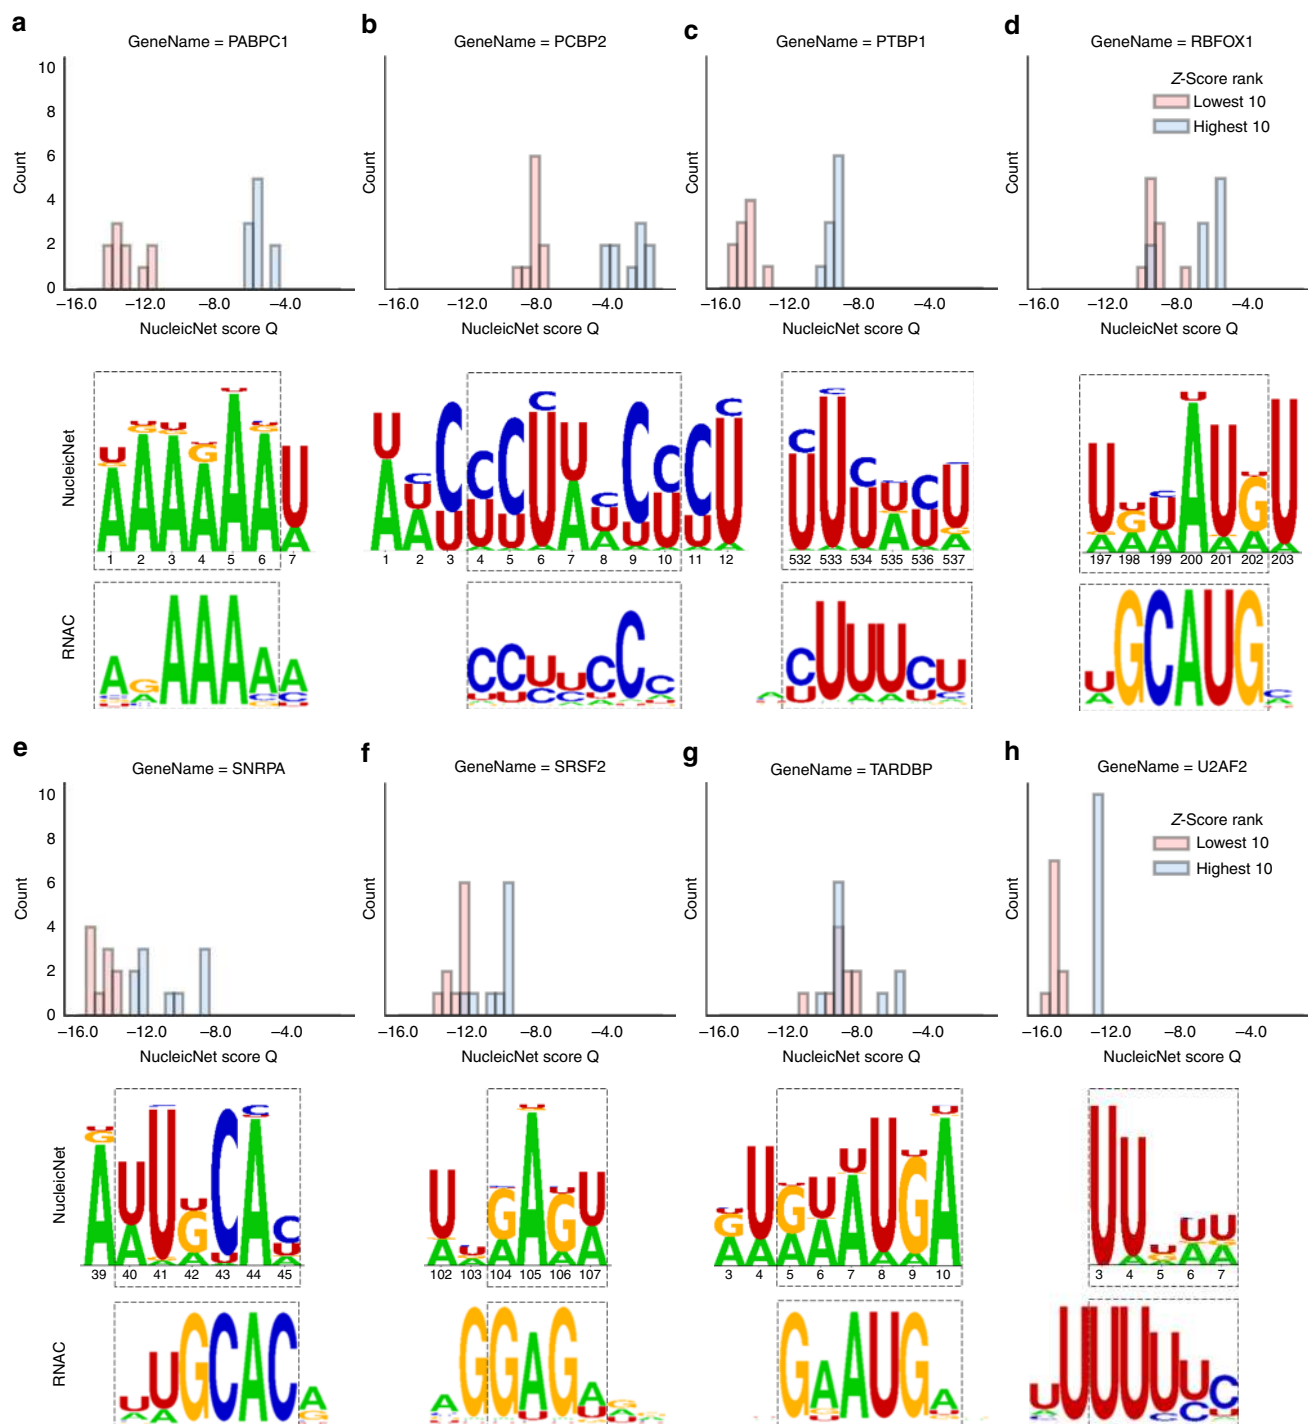 a
GeneName = PABPC1
b
GeneName = PCBP2
c
GeneName = PTBP1
d
GeneName = RBFOX1
Z-Score rank
Lowest 10
Highest 10
10
8
6
4
2
0
Count
Count
Count
Count
−16.0 −12.0 −8.0 −4.0
−16.0 −12.0 −8.0 −4.0
−16.0 −12.0 −8.0 −4.0
−16.0 −12.0 −8.0 −4.0
NucleicNet score Q
NucleicNet score Q
NucleicNet score Q
NucleicNet score Q
NucleicNet
1 2 3 4 5 6 7
1 2 3 4 5 6 7 8 9 10 11 12
532 533 534 535 536 537
197 198 199 200 201 202 203
RNAC
e
GeneName = SNRPA
f
GeneName = SRSF2
g
GeneName = TARDBP
h
GeneName = U2AF2
Z-Score rank
Lowest 10
Highest 10
10
8
6
4
2
0
Count
Count
Count
Count
−16.0 −12.0 −8.0 −4.0
−16.0 −12.0 −8.0 −4.0
−16.0 −12.0 −8.0 −4.0
−16.0 −12.0 −8.0 −4.0
NucleicNet score Q
NucleicNet score Q
NucleicNet score Q
NucleicNet score Q
NucleicNet
39 40 41 42 43 44 45
102 103 104 105 106 107
3 4 5 6 7 8 9 10
3 4 5 6 7
RNAC